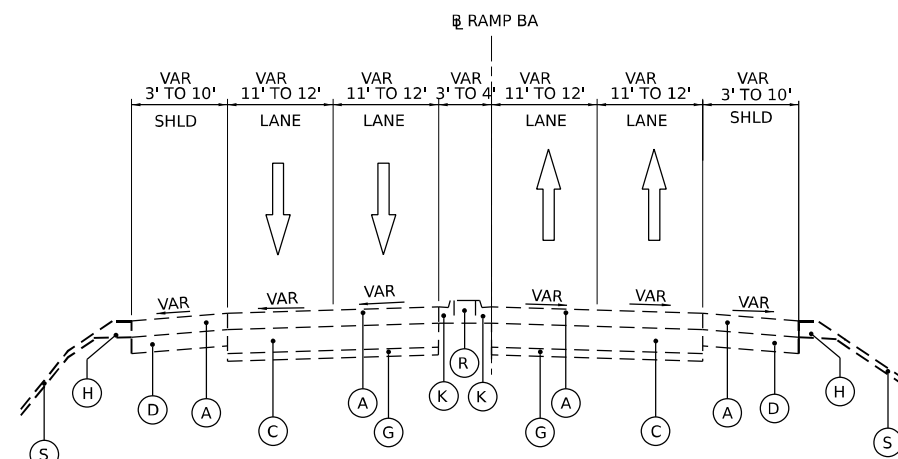 ℄ RAMP BA
VAR VAR VAR VAR VAR VAR VAR
3' TO 10' 11' TO 12' 11' TO 12' 3' TO 4' 11' TO 12' 11' TO 12' 3' TO 10'
SHLD LANE LANE LANE LANE SHLD
VAR VAR VAR VAR VAR VAR
H D A C A G K R K G A C A D H
S S